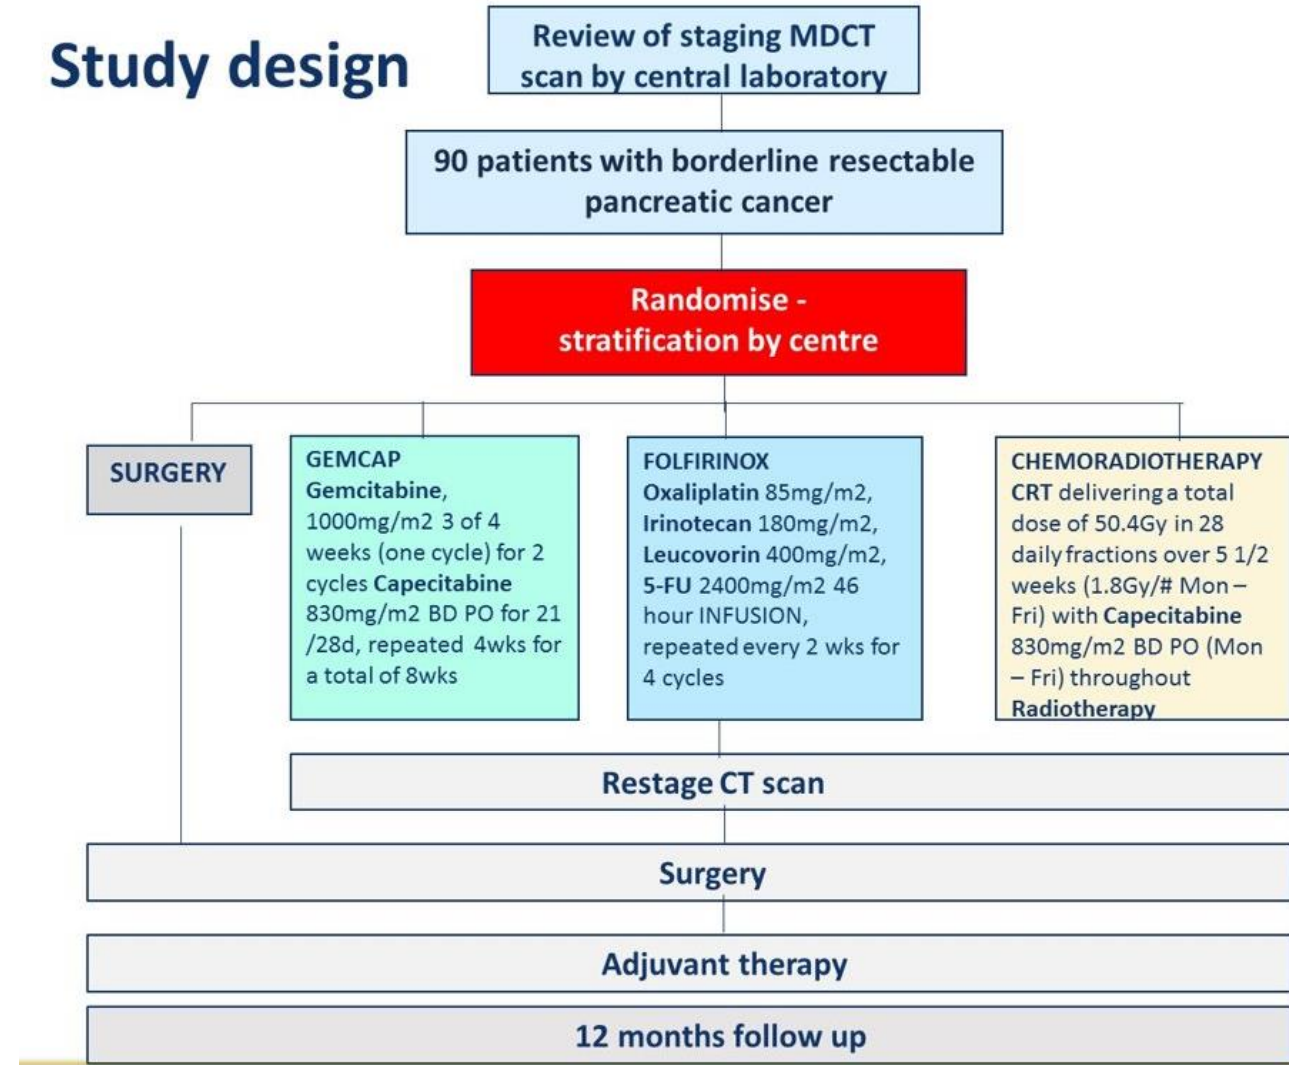 Study design
Review of staging MDCT
scan by central laboratory
90 patients with borderline resectable
pancreatic cancer
Randomise -
stratification by centre
SURGERY
GEMCAP
Gemcitabine,
1000mg/m2 3 of 4
weeks (one cycle) for 2
cycles Capecitabine
830mg/m2 BD PO for 21
/28d, repeated 4wks for
a total of 8wks
FOLFIRINOX
Oxaliplatin 85mg/m2,
Irinotecan 180mg/m2,
Leucovorin 400mg/m2,
5-FU 2400mg/m2 46
hour INFUSION,
repeated every 2 wks for
4 cycles
CHEMORADIOTHERAPY
CRT delivering a total
dose of 50.4Gy in 28
daily fractions over 5 1/2
weeks (1.8Gy/# Mon –
Fri) with Capecitabine
830mg/m2 BD PO (Mon
– Fri) throughout
Radiotherapy
Restage CT scan
Surgery
Adjuvant therapy
12 months follow up